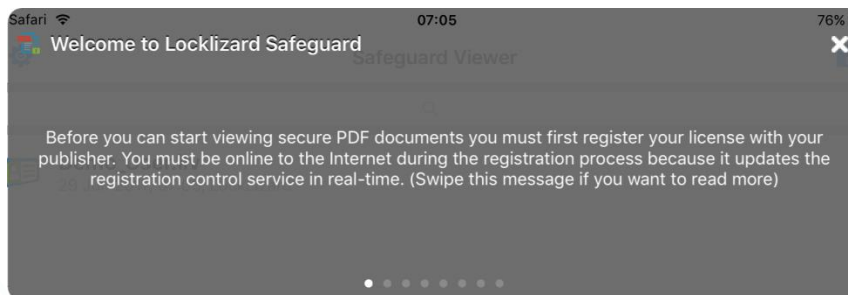 Safari 07:05 76%
Welcome to Locklizard Safeguard
Safeguard Viewer
Before you can start viewing secure PDF documents you must first register your license with your
publisher. You must be online to the Internet during the registration process because it updates the
registration control service in real-time. (Swipe this message if you want to read more)